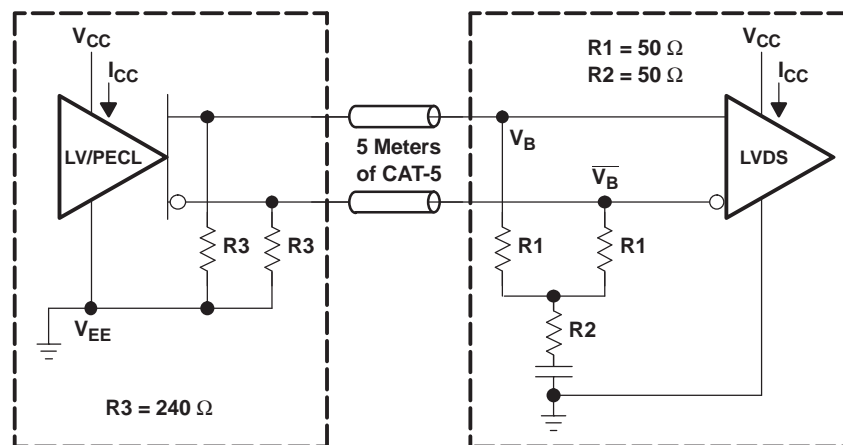 V_CC
I_CC
LV/PECL
R3
R3
V_EE
R3 = 240 Ω
5 Meters
of CAT-5
R1 = 50 Ω
R2 = 50 Ω
V_CC
I_CC
V_B
V̅_B̅
LVDS
R1
R1
R2